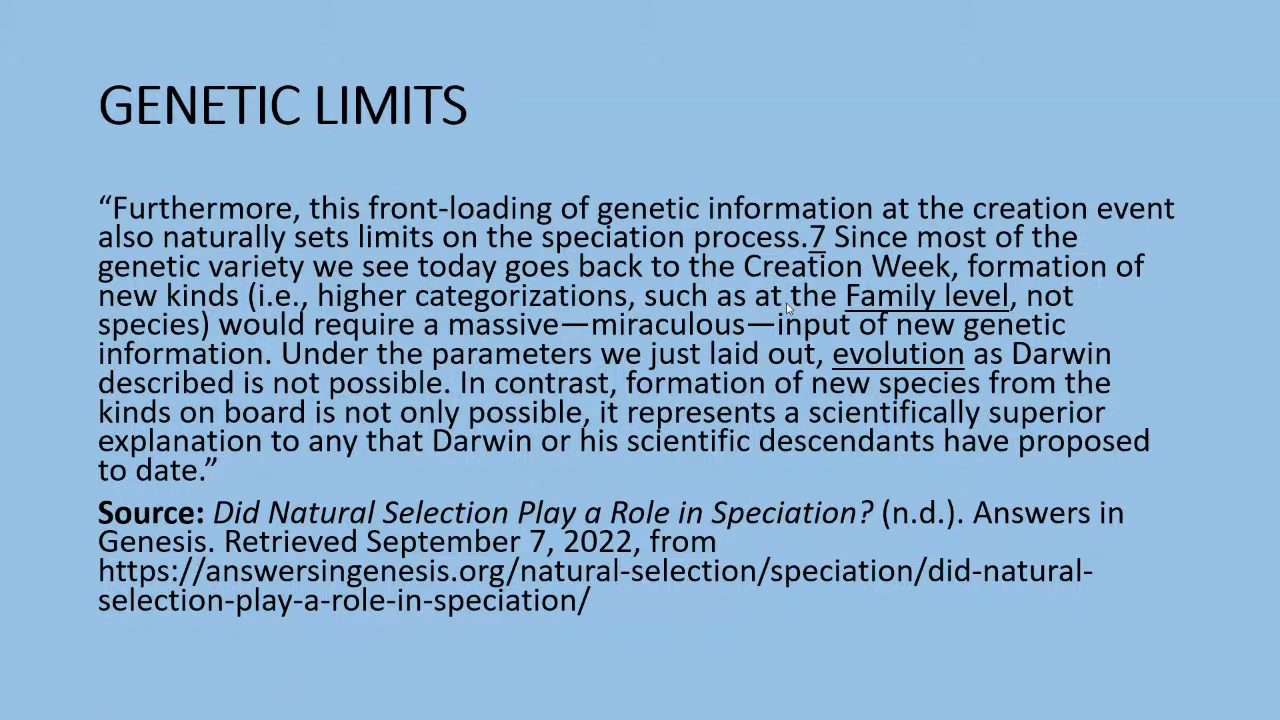 GENETIC LIMITS
“Furthermore, this front-loading of genetic information at the creation event
also naturally sets limits on the speciation process.7 Since most of the
genetic variety we see today goes back to the Creation Week, formation of
new kinds (i.e., higher categorizations, such as at the Family level, not
species) would require a massive—miraculous—input of new genetic
information. Under the parameters we just laid out, evolution as Darwin
described is not possible. In contrast, formation of new species from the
kinds on board is not only possible, it represents a scientifically superior
explanation to any that Darwin or his scientific descendants have proposed
to date.”
Source: Did Natural Selection Play a Role in Speciation? (n.d.). Answers in
Genesis. Retrieved September 7, 2022, from
https://answersingenesis.org/natural-selection/speciation/did-natural-
selection-play-a-role-in-speciation/